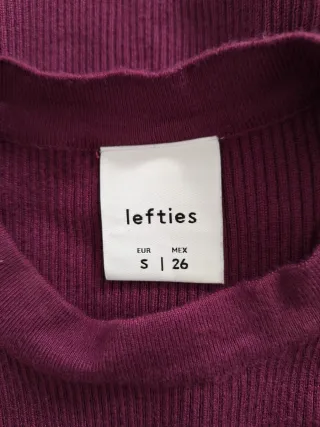 lefties
EUR MEX
S | 26